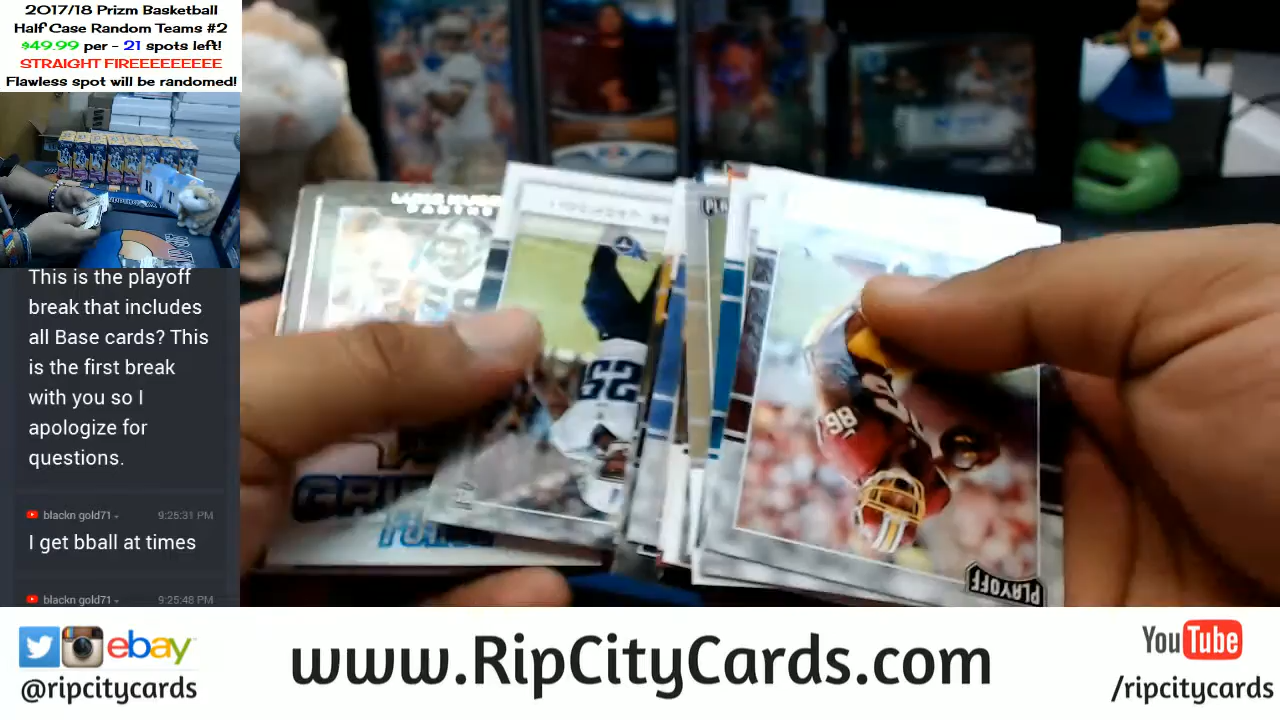 2017/18 Prizm Basketball
Half Case Random Teams #2
$49.99 per - 21 spots left!
STRAIGHT FIREEEEEEEEE
Flawless spot will be randomed!
This is the playoff
break that includes
all Base cards? This
is the first break
with you so I
apologize for
questions.
blackn gold71
9:25:31 PM
I get bball at times
blackn gold71
9:25:48 PM
52
98
PLAYOFF
ebay
@ripcitycards
www.RipCityCards.com
YouTube
/ripcitycards